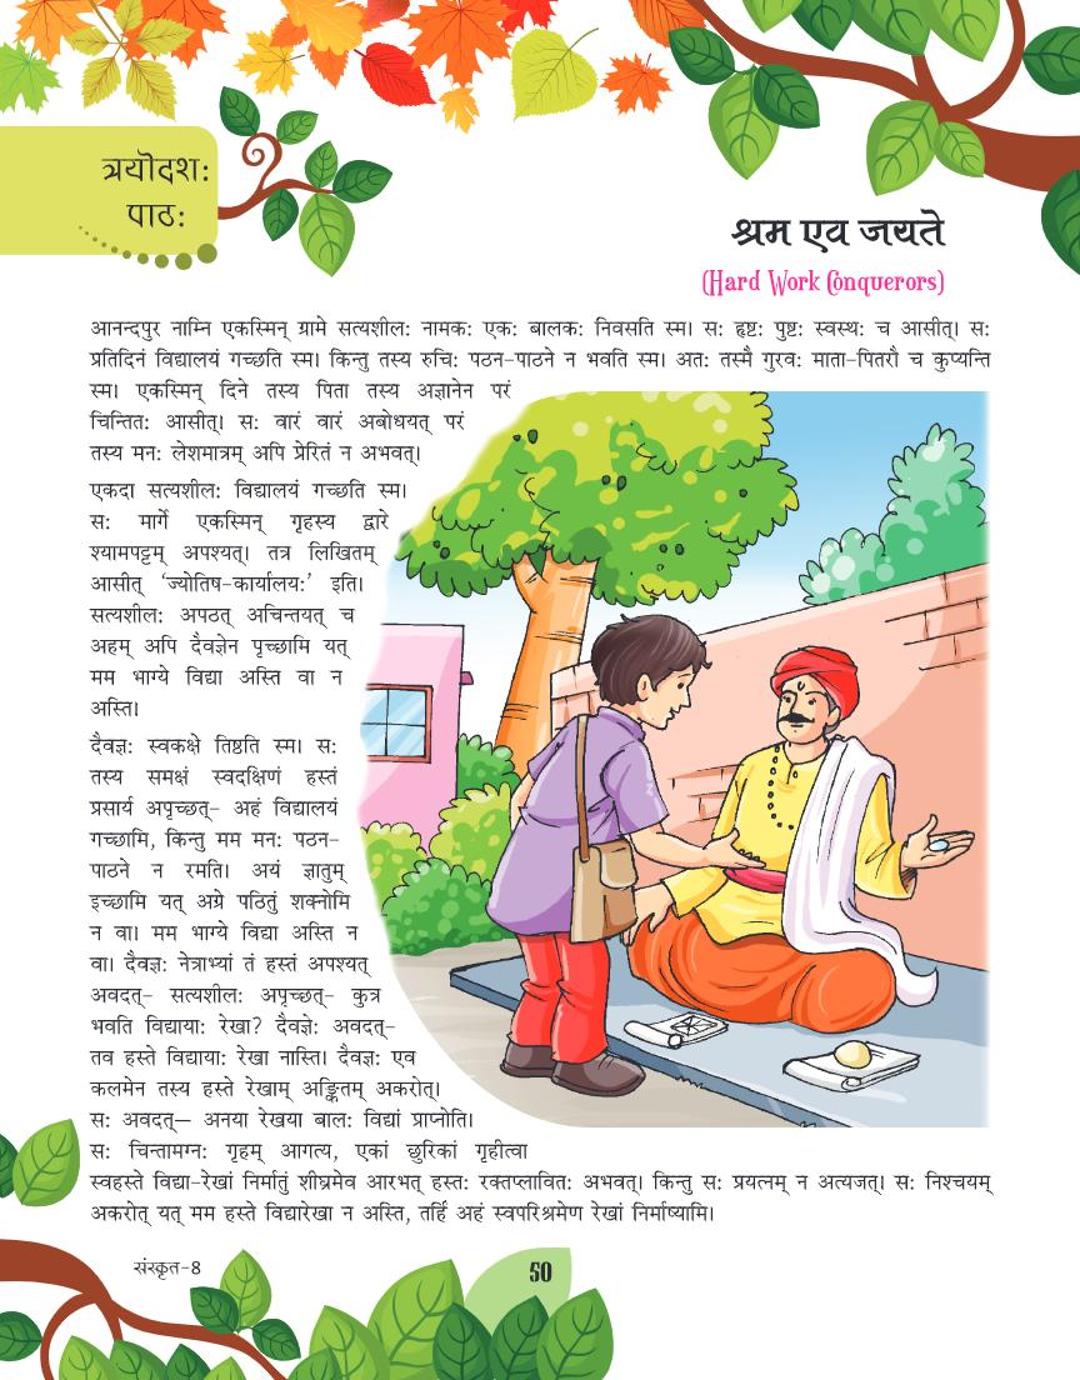 त्रयोदशः
पाठः
श्रम एव जयते
(Hard Work Conquerors)
आनन्दपुर नाम्नि एकस्मिन् ग्रामे सत्यशीलः नामकः एकः बालकः निवसति स्म। सः हृष्टः पुष्टः स्वस्थः च आसीत्। सः
प्रतिदिनं विद्यालयं गच्छति स्म। किन्तु तस्य रुचिः पठन-पाठने न भवति स्म। अतः तस्मै गुरवः माता-पितरौ च कुप्यन्ति
स्म। एकस्मिन् दिने तस्य पिता तस्य अज्ञानेन परं
चिन्तितः आसीत्। सः वारं वारं अबोधयत् परं
तस्य मनः लेशमात्रम् अपि प्रेरितं न अभवत्।
एकदा सत्यशीलः विद्यालयं गच्छति स्म।
सः मार्गे एकस्मिन् गृहस्य द्वारे
श्यामपट्टम् अपश्यत्। तत्र लिखितम्
आसीत् ‘ज्योतिष-कार्यालयः’ इति।
सत्यशीलः अपठत् अचिन्तयत् च
अहम् अपि दैवज्ञेन पृच्छामि यत्
मम भाग्ये विद्या अस्ति वा न
अस्ति।
दैवज्ञः स्वकक्षे तिष्ठति स्म। सः
तस्य समक्षं स्वदक्षिणं हस्तं
प्रसार्य अपृच्छत्- अहं विद्यालयं
गच्छामि, किन्तु मम मनः पठन-
पाठने न रमति। अयं ज्ञातुम्
इच्छामि यत् अग्रे पठितुं शक्नोमि
न वा। मम भाग्ये विद्या अस्ति न
वा। दैवज्ञः नेत्राभ्यां तं हस्तं अपश्यत्
अवदत्- सत्यशीलः अपृच्छत्- कुत्र
भवति विद्यायाः रेखा? दैवज्ञेः अवदत्-
तव हस्ते विद्यायाः रेखा नास्ति। दैवज्ञः एव
कलमेन तस्य हस्ते रेखाम् अङ्कितम् अकरोत्।
सः अवदत्— अनया रेखया बालः विद्यां प्राप्नोति।
सः चिन्तामग्नः गृहम् आगत्य, एकां छुरिकां गृहीत्वा
स्वहस्ते विद्या-रेखां निर्मातुं शीघ्रमेव आरभत् हस्तः रक्तप्लावितः अभवत्। किन्तु सः प्रयत्नम् न अत्यजत्। सः निश्चयम्
अकरोत् यत् मम हस्ते विद्यारेखा न अस्ति, तर्हि अहं स्वपरिश्रमेण रेखां निर्माष्यामि।
संस्कृत-8
50